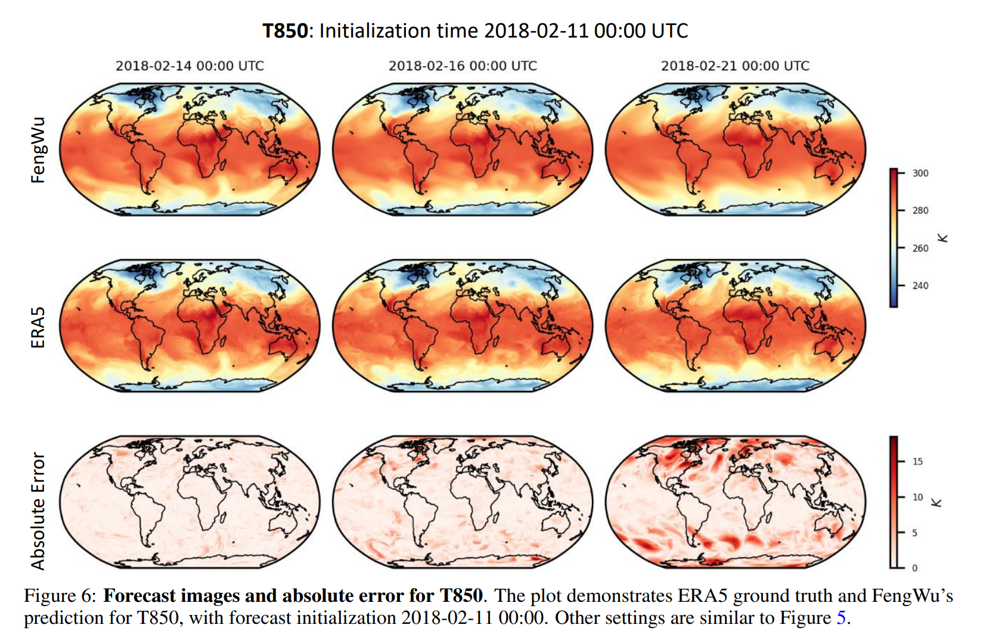 T850: Initialization time 2018-02-11 00:00 UTC
2018-02-14 00:00 UTC
2018-02-16 00:00 UTC
2018-02-21 00:00 UTC
FengWu
300
280
260
240
K
ERA5
Absolute Error
15
10
5
0
K
Figure 6: Forecast images and absolute error for T850. The plot demonstrates ERA5 ground truth and FengWu’s
prediction for T850, with forecast initialization 2018-02-11 00:00. Other settings are similar to Figure 5.